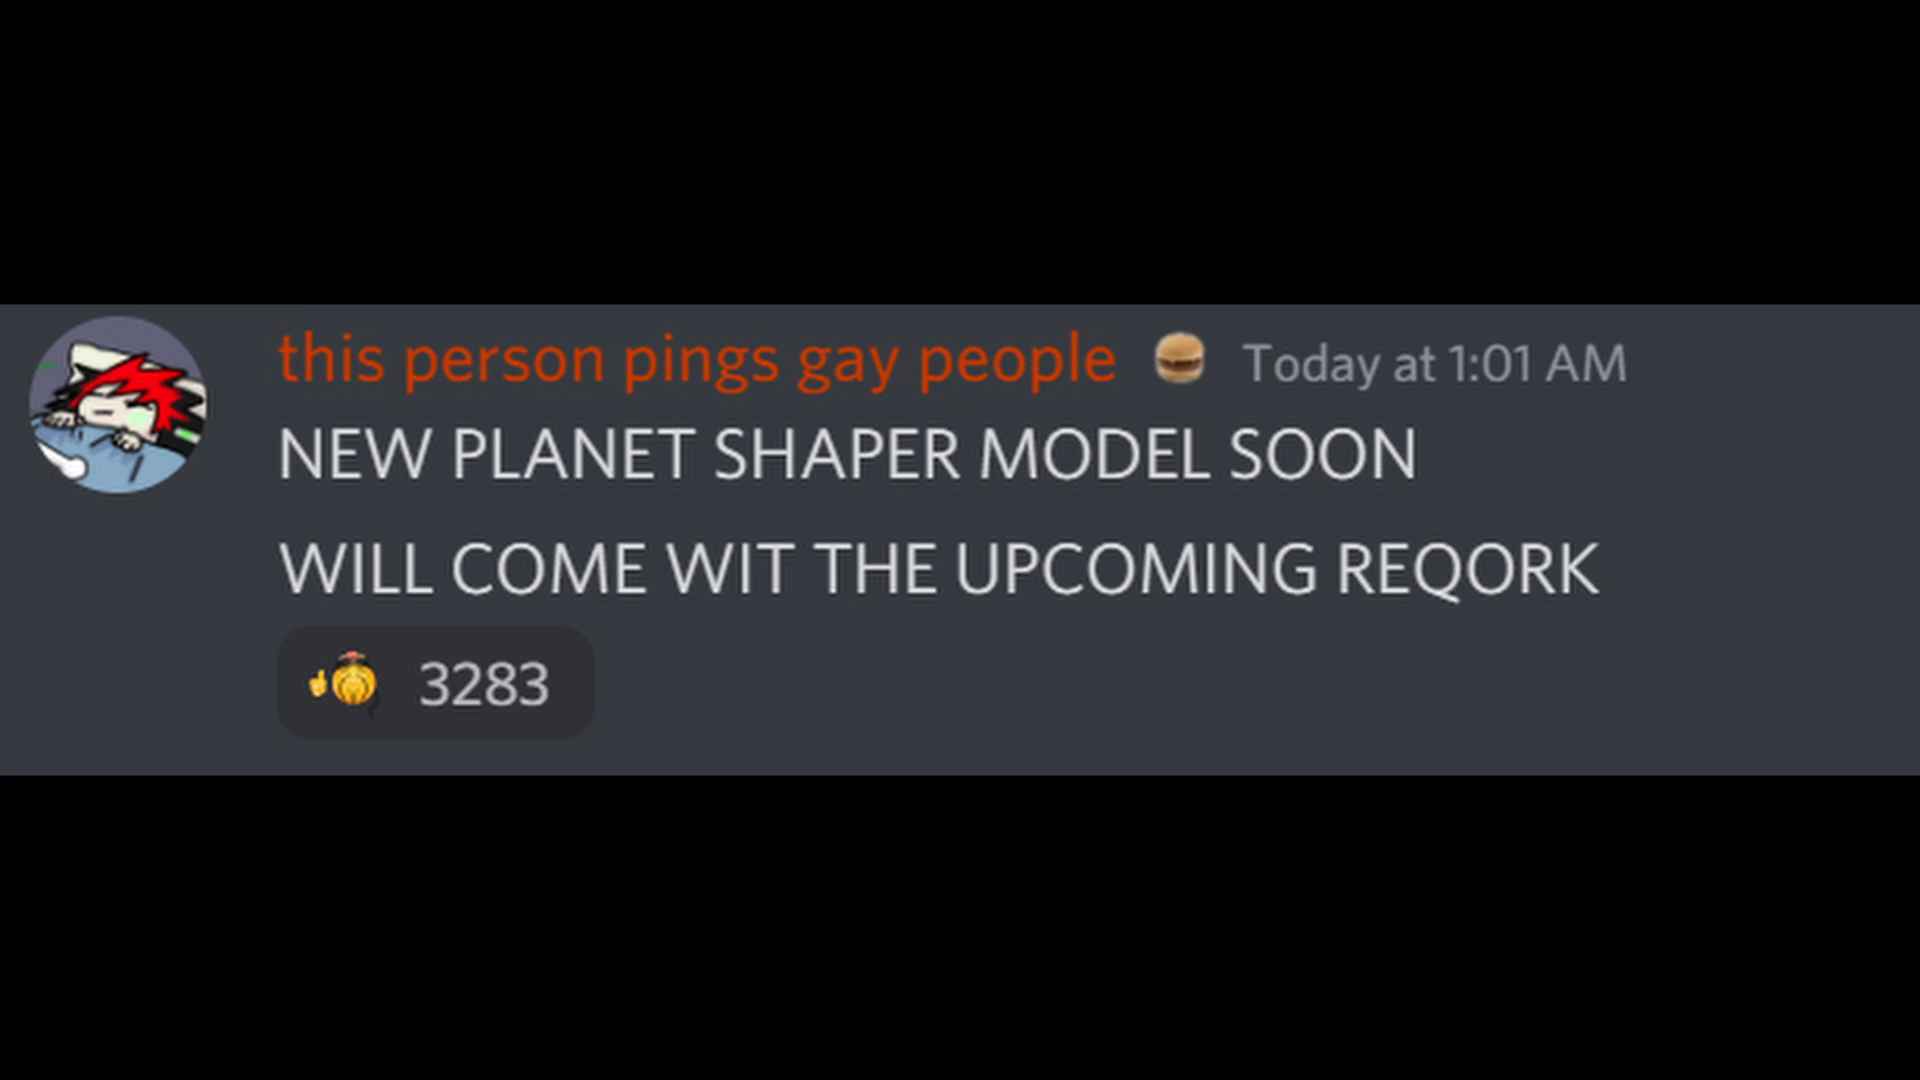 this person pings gay people 🍔 Today at 1:01 AM
NEW PLANET SHAPER MODEL SOON
WILL COME WIT THE UPCOMING REQORK
3283